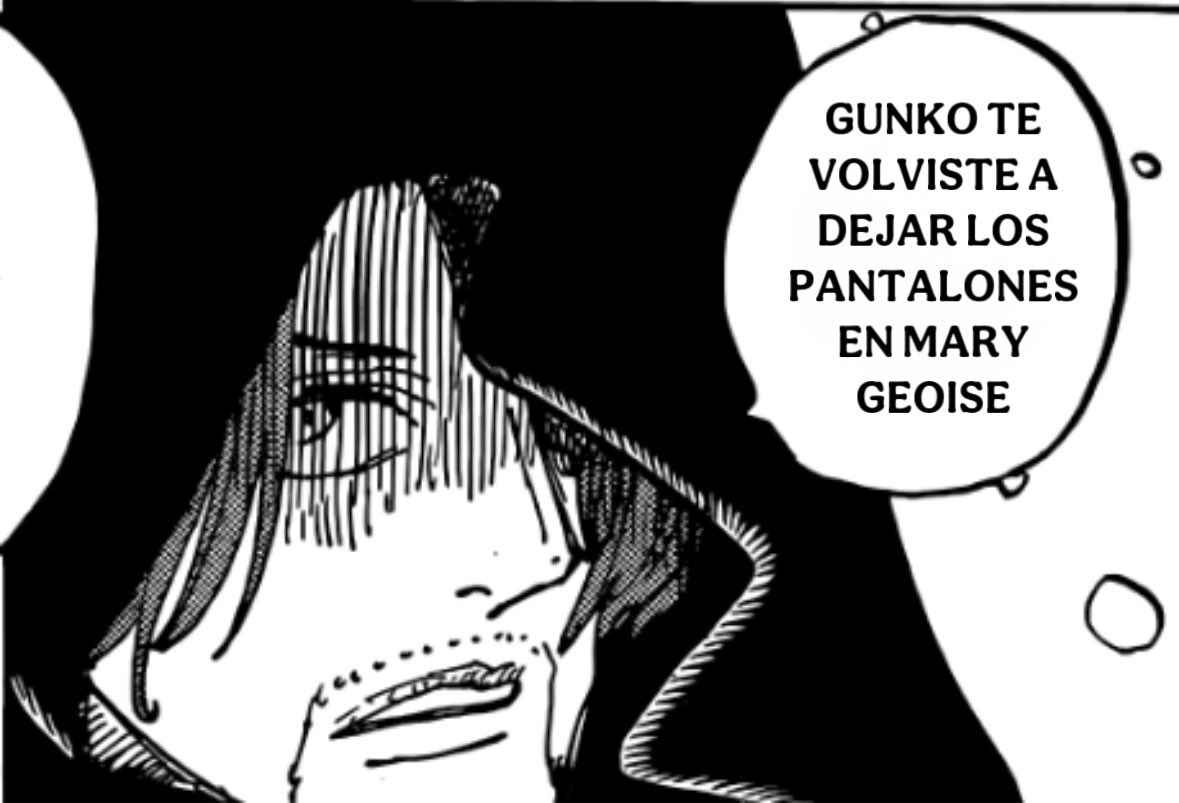 GUNKO TE
VOLVISTE A
DEJAR LOS
PANTALONES
EN MARY
GEOISE